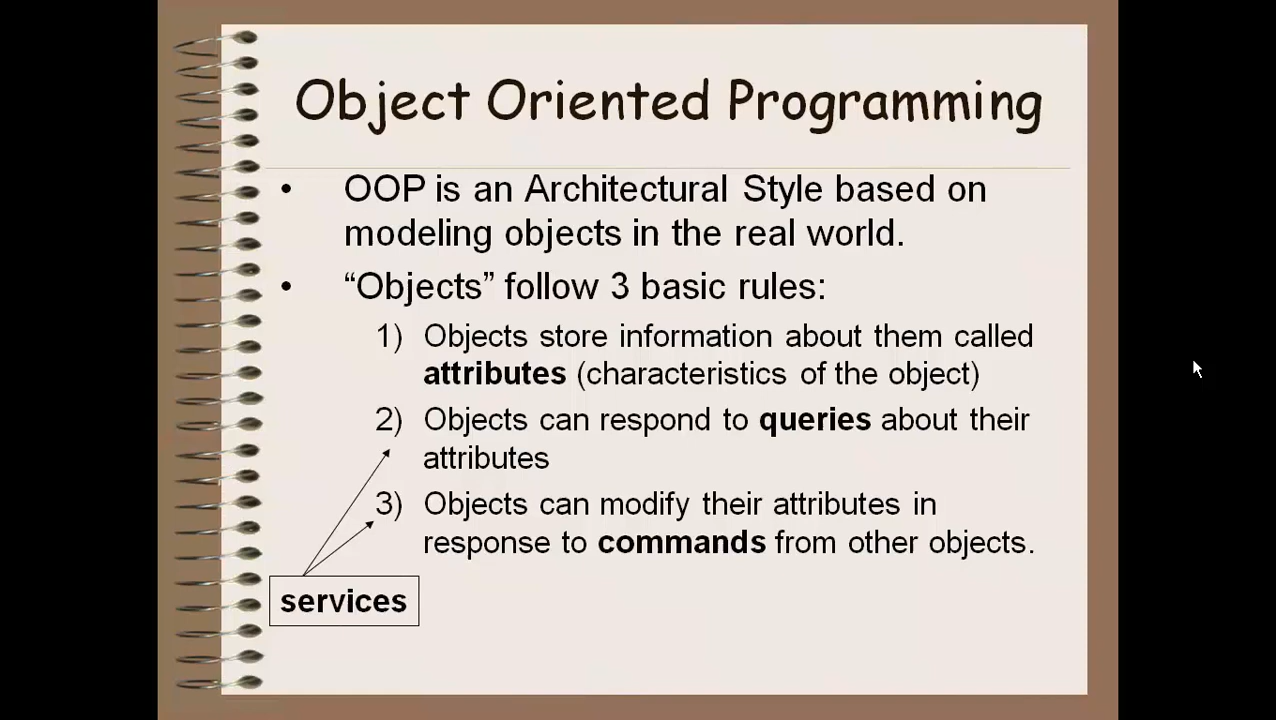 Object Oriented Programming
• OOP is an Architectural Style based on
modeling objects in the real world.
• “Objects” follow 3 basic rules:
1) Objects store information about them called
attributes (characteristics of the object)
2) Objects can respond to queries about their
attributes
3) Objects can modify their attributes in
response to commands from other objects.
services